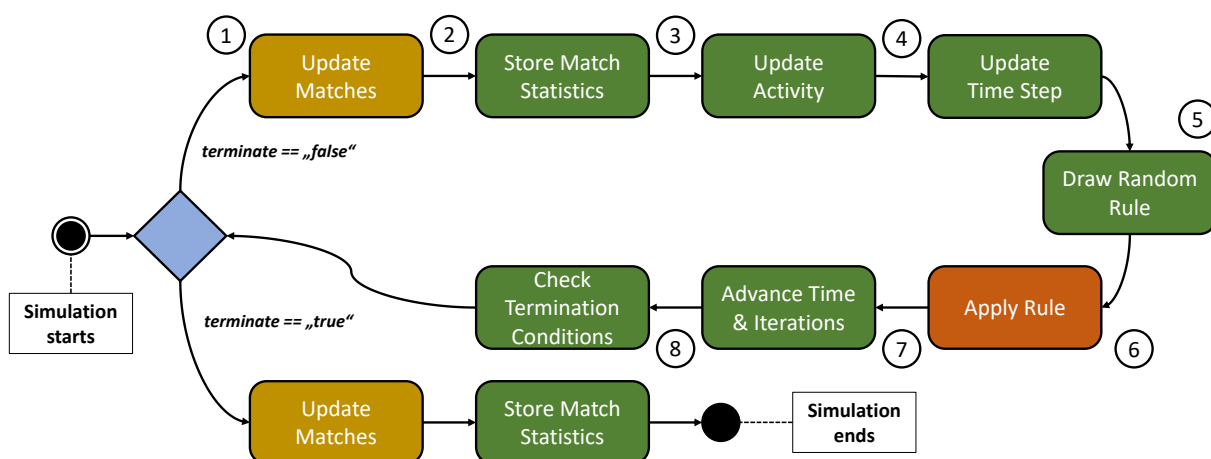 1
Update
Matches
2
Store Match
Statistics
3
Update
Activity
4
Update
Time Step
5
Draw Random
Rule
terminate == „false“
Simulation
starts
terminate == „true“
Check
Termination
Conditions
8
Advance Time
& Iterations
7
Apply Rule
6
Update
Matches
Store Match
Statistics
Simulation
ends